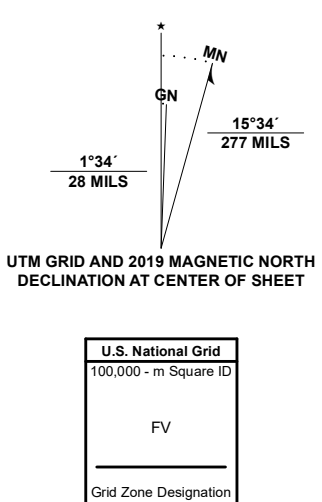 ★
MN
GN
15°34´
277 MILS
1°34´
28 MILS
UTM GRID AND 2019 MAGNETIC NORTH
DECLINATION AT CENTER OF SHEET
U.S. National Grid
100,000 - m Square ID
FV
Grid Zone Designation